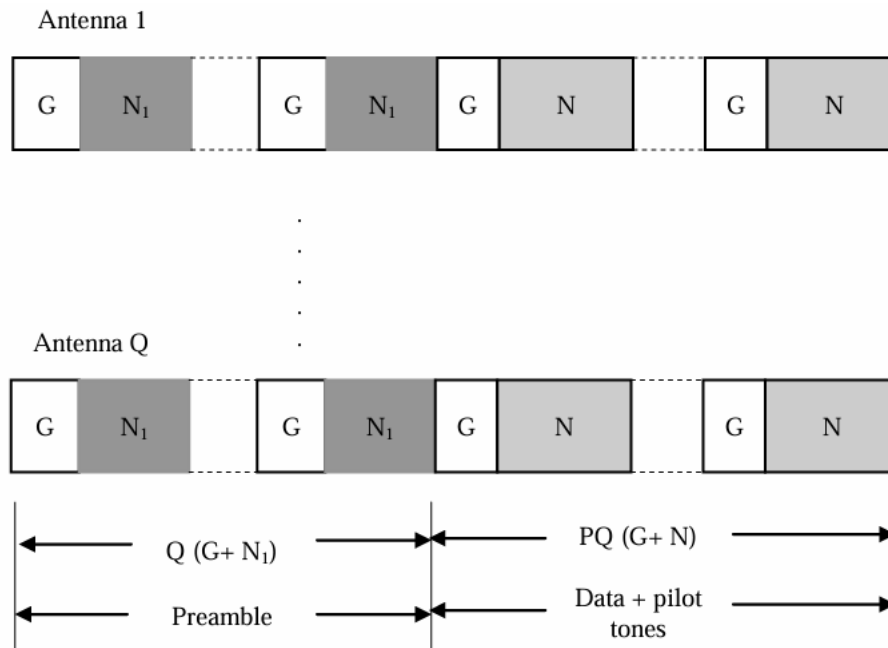 Antenna 1
G N₁ G N₁ G N G N
Antenna Q
G N₁ G N₁ G N G N
Q (G+ N₁) PQ (G+ N)
Preamble Data + pilot
tones